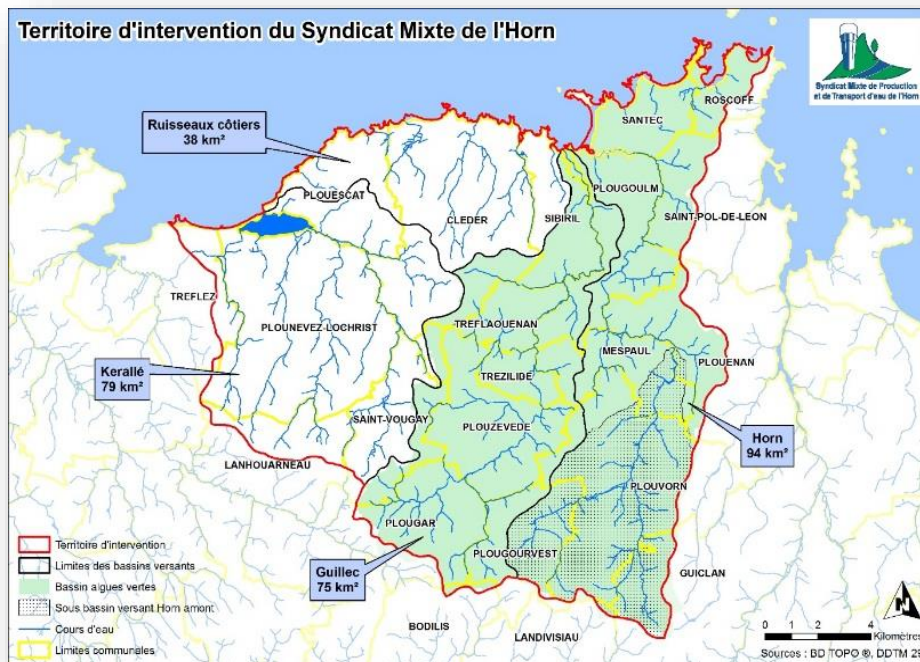 Territoire d'intervention du Syndicat Mixte de l'Horn
Syndicat Mixte de Production
et de Transport d'eau de l'Horn
ROSCOFF
SANTEC
Ruisseaux côtiers
38 km²
PLOUESCAT
CLEDER
SIBIRIL
PLOUGOULM
SAINT-POL-DE-LEON
TREFLEZ
PLOUNEVEZ-LOCHRIST
TREFLAOUENAN
MESPAUL
PLOUENAN
Kerallé
79 km²
TREZILIDE
SAINT-VOUGAY
PLOUZEVEDE
Horn
94 km²
LANHOUARNEAU
PLOUVORN
PLOUGAR
PLOUGOURVEST
Guillec
75 km²
GUICLAN
BODILIS
LANDIVISIAU
Territoire d'intervention
Limites des bassins versants
Bassin algues vertes
Sous bassin versant Horn amont
Cours d'eau
Limites communales
N
0 1 2 4
Kilomètres
Sources : BD TOPO ®, DDTM 29